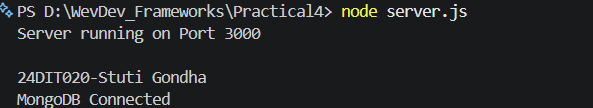 PS D:\WevDev_Frameworks\Practical4> node server.js
Server running on Port 3000
24DIT020-Stuti Gondha
MongoDB Connected